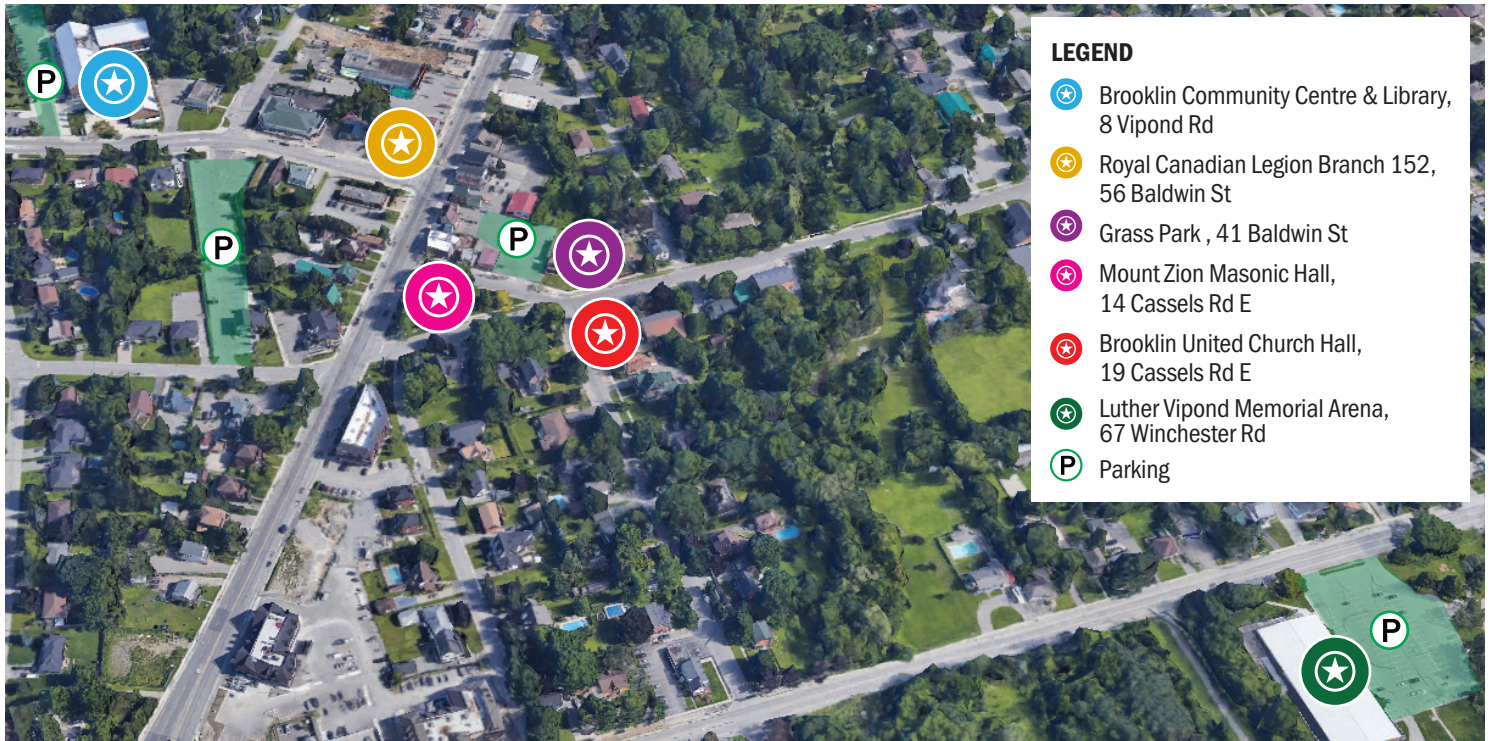 P
P
P
LEGEND
Brooklin Community Centre & Library,
8 Vipond Rd
Royal Canadian Legion Branch 152,
56 Baldwin St
Grass Park , 41 Baldwin St
Mount Zion Masonic Hall,
14 Cassels Rd E
Brooklin United Church Hall,
19 Cassels Rd E
Luther Vipond Memorial Arena,
67 Winchester Rd
P Parking
P